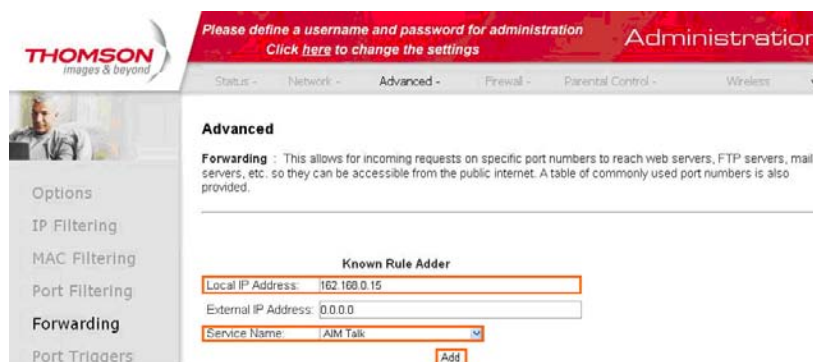 THOMSON
images & beyond
Please define a username and password for administration
Click here to change the settings
Administration
Status - Network - Advanced - Firewall - Parental Control - Wireless
Advanced
Forwarding : This allows for incoming requests on specific port numbers to reach web servers, FTP servers, mail
servers, etc. so they can be accessible from the public internet. A table of commonly used port numbers is also
provided.
Options
IP Filtering
MAC Filtering
Port Filtering
Forwarding
Port Triggers
Known Rule Adder
Local IP Address: 162.168.0.15
External IP Address: 0.0.0.0
Service Name: AIM Talk
Add